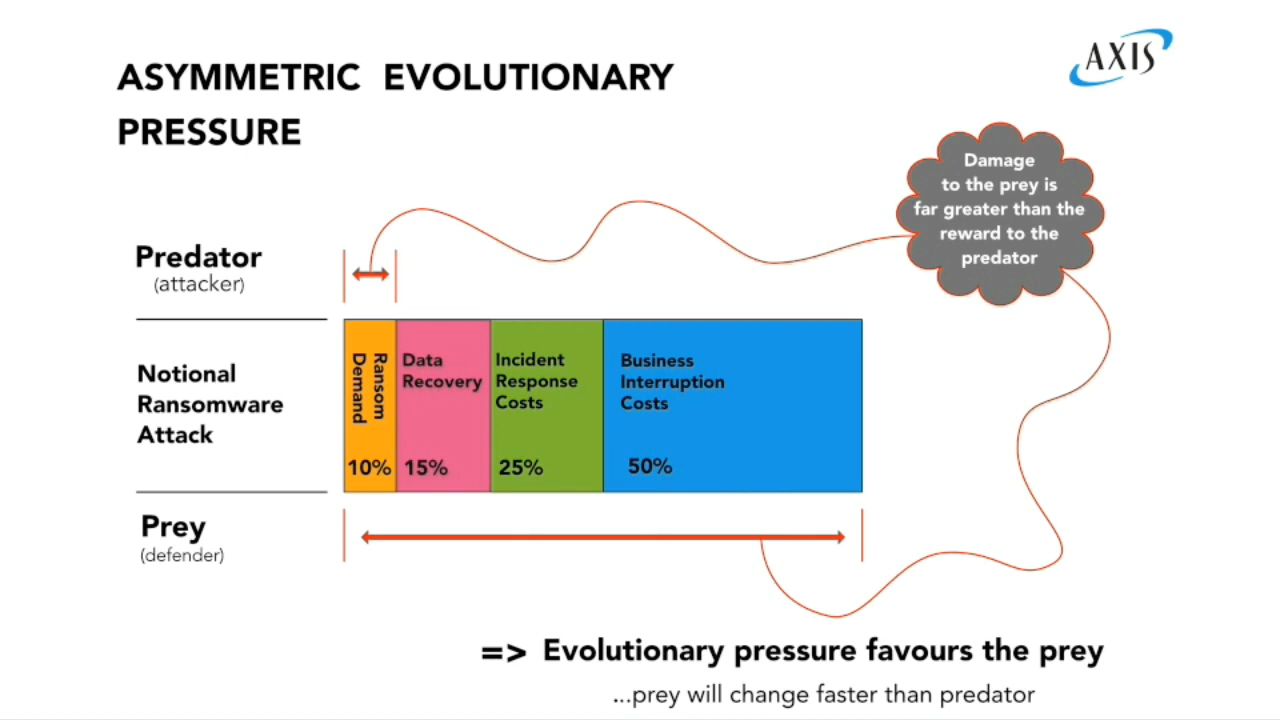 ASYMMETRIC EVOLUTIONARY
PRESSURE
AXIS
Damage
to the prey is
far greater than the
reward to the
predator
Predator
(attacker)
Notional
Ransomware
Attack
Ransom
Demand
10%
Data
Recovery
15%
Incident
Response
Costs
25%
Business
Interruption
Costs
50%
Prey
(defender)
=> Evolutionary pressure favours the prey
...prey will change faster than predator